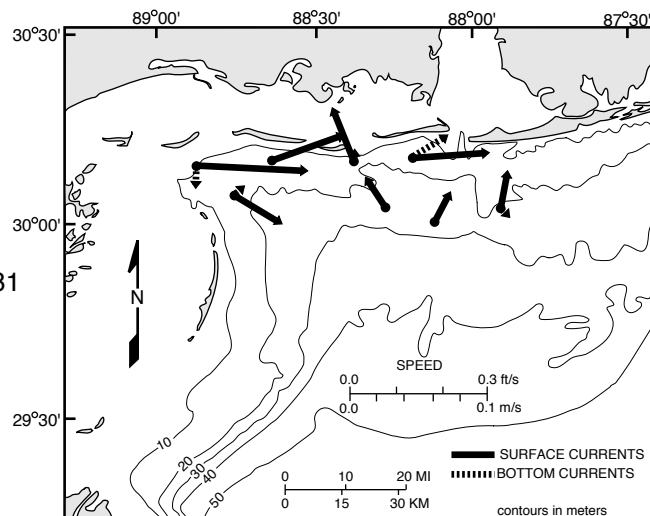 89°00' 88°30' 88°00' 87°30'
30°30'
30°00'
31
N
29°30'
SPEED
0.0 0.3 ft/s
0.0 0.1 m/s
10
20
30
40
50
0 10 20 MI
0 15 30 KM
SURFACE CURRENTS
BOTTOM CURRENTS
contours in meters